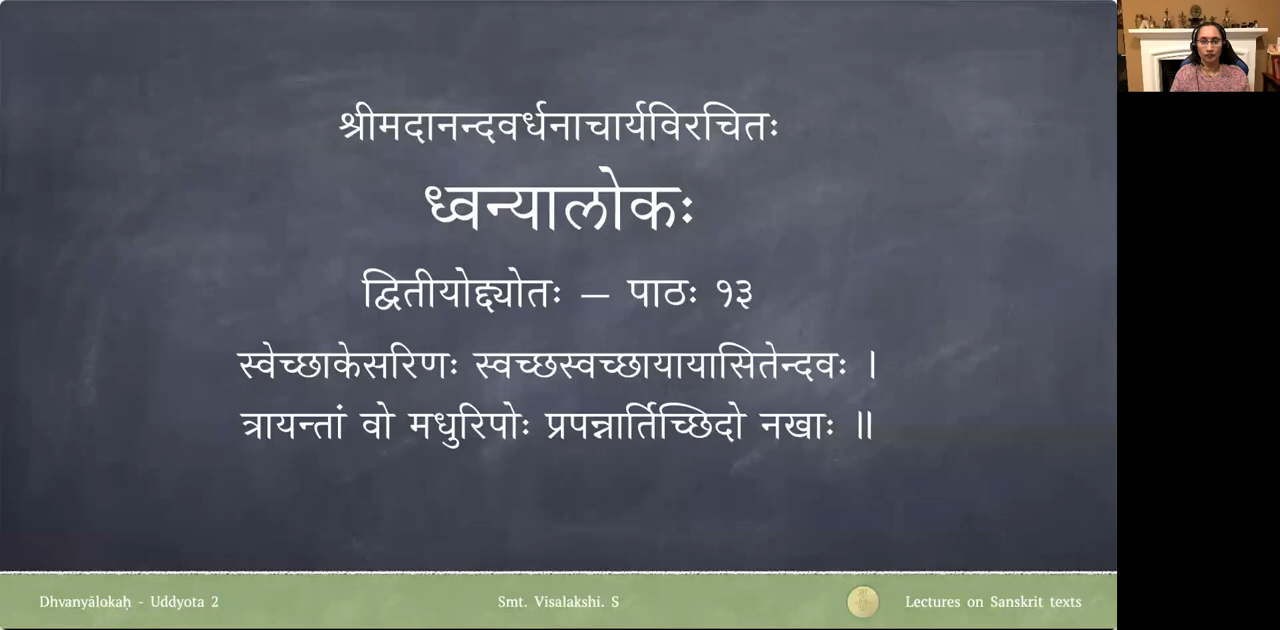 श्रीमदानन्दवर्धनाचार्यविरचितः
ध्वन्यालोकः
द्वितीयोद्द्योतः – पाठः १३
स्वेच्छाकेसरिणः स्वच्छस्वच्छायायासितेन्दवः ।
त्रायन्तां वो मधुरिपोः प्रपन्नार्तिच्छिदो नखाः ॥
Dhvanyālokaḥ - Uddyota 2
Smt. Visalakshi. S
Lectures on Sanskrit texts